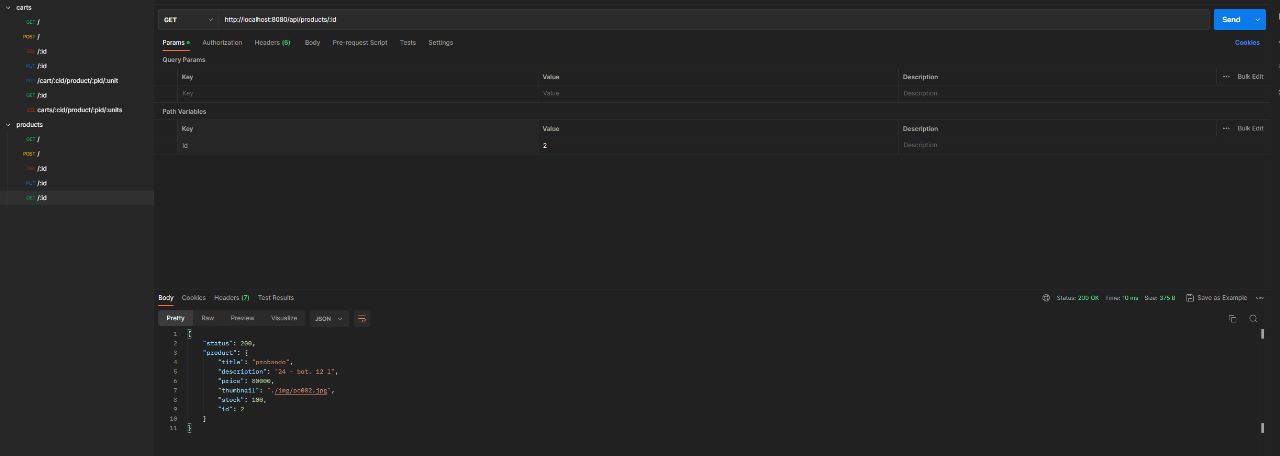 carts
GET /
POST /
DEL /:id
PUT /:id
PUT /cart/:cid/product/:pid/:unit
GET /:id
DEL carts/:cid/product/:pid/:units
products
GET /
POST /
DEL /:id
PUT /:id
GET /:id
GET http://localhost:8080/api/products/:id Send
Params Authorization Headers (6) Body Pre-request Script Tests Settings Cookies
Query Params
Key Value Description Bulk Edit
Key Value Description
Path Variables
Key Value Description Bulk Edit
id 2 Description
Body Cookies Headers (7) Test Results Status: 200 OK Time: 10 ms Size: 375 B Save as Example
Pretty Raw Preview Visualize JSON
1 {
2 "status": 200,
3 "product": {
4 "title": "probando",
5 "description": "24 - bot. 12 l",
6 "price": 80000,
7 "thumbnail": "./img/pc002.jpg",
8 "stock": 100,
9 "id": 2
10 }
11 }